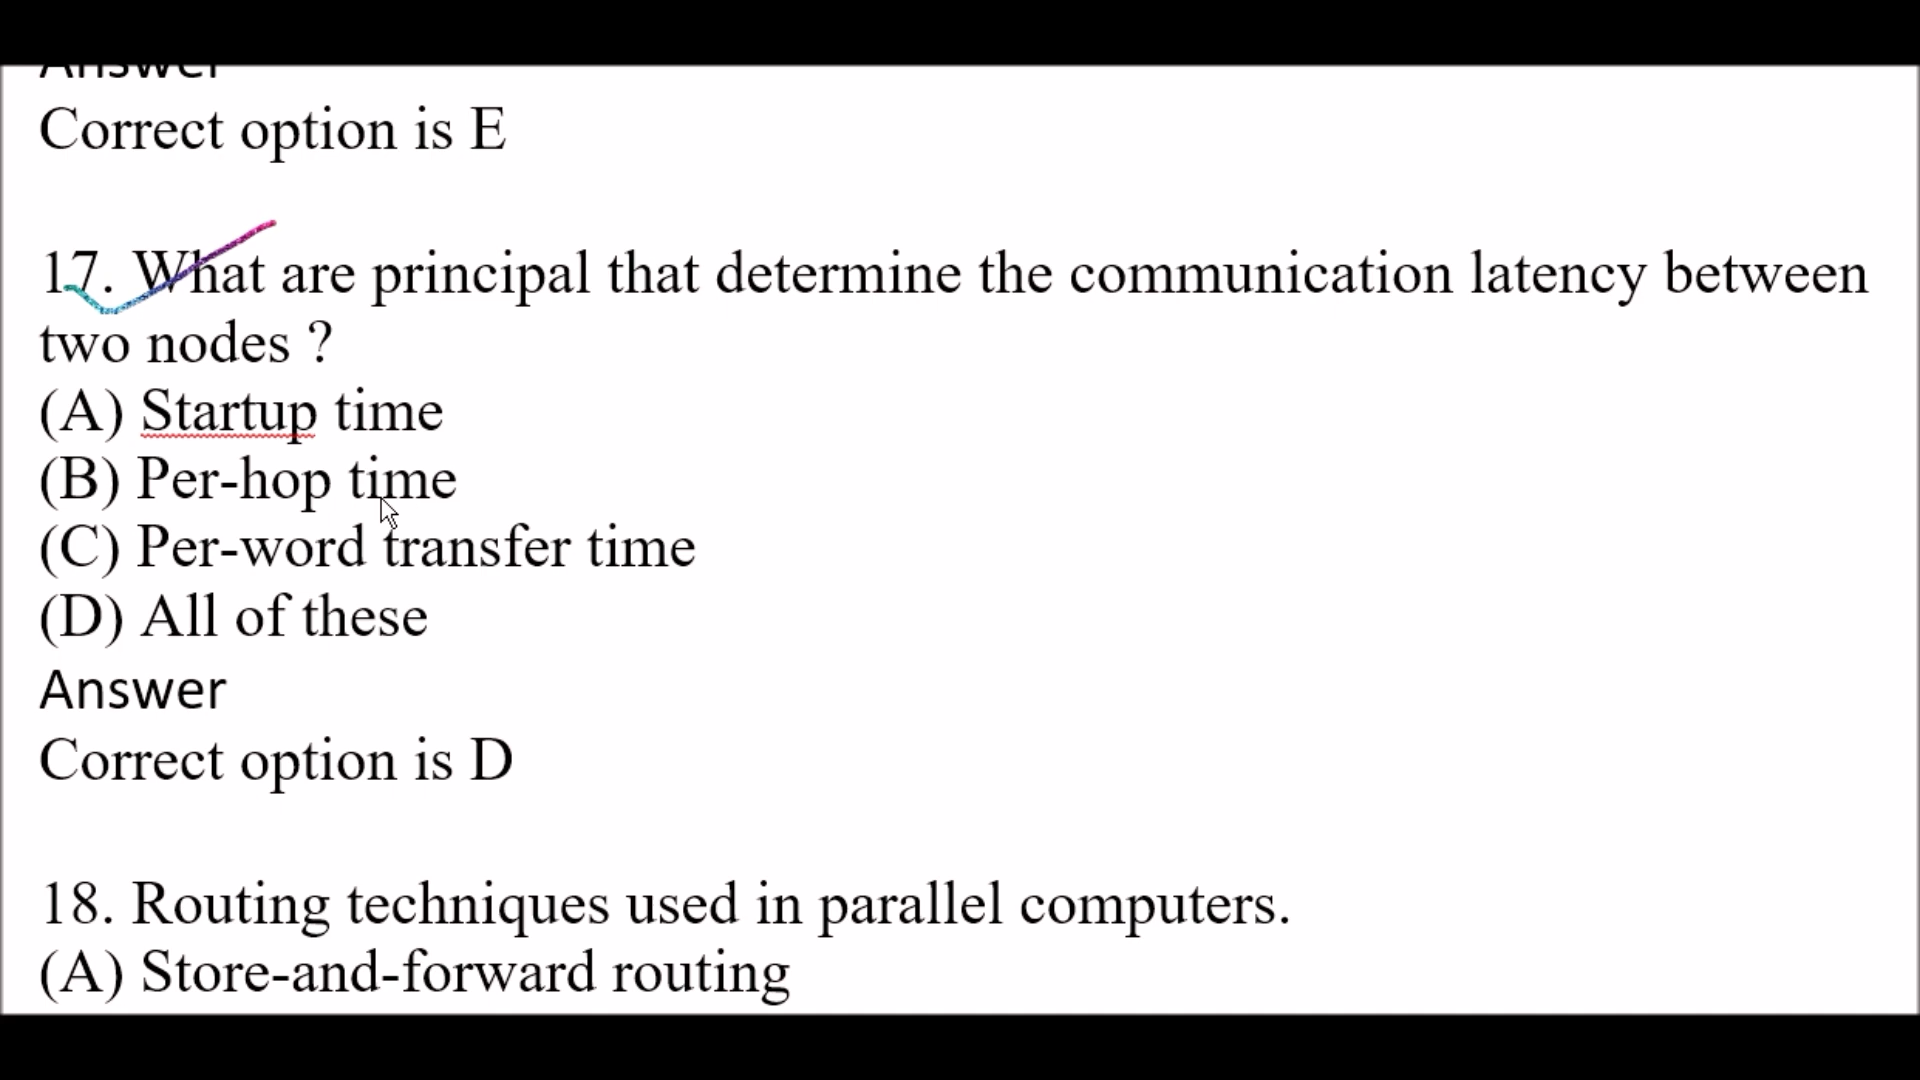 Answer
Correct option is E
17. What are principal that determine the communication latency between
two nodes ?
(A) Startup time
(B) Per-hop time
(C) Per-word transfer time
(D) All of these
Answer
Correct option is D
18. Routing techniques used in parallel computers.
(A) Store-and-forward routing